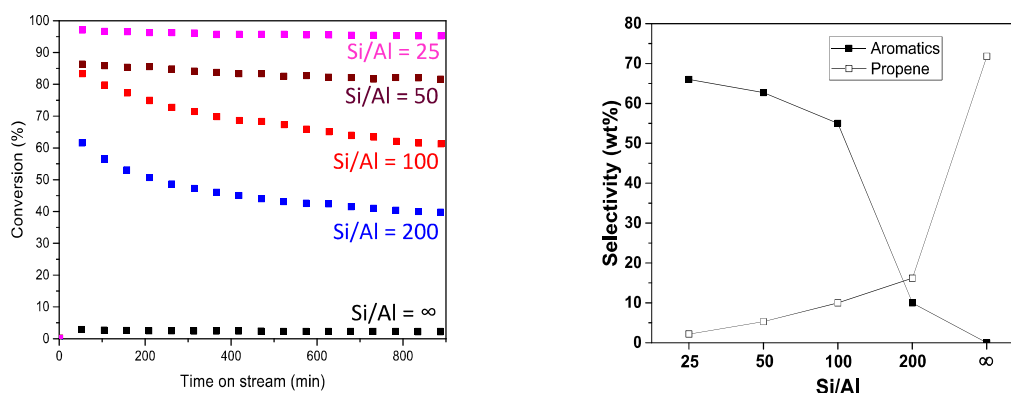 100
90
80
70
60
50
40
30
20
10
0
Conversion (%)
Si/Al = 25
Si/Al = 50
Si/Al = 100
Si/Al = 200
Si/Al = ∞
0 200 400 600 800
Time on stream (min)
80
70
60
50
40
30
20
10
0
Selectivity (wt%)
Aromatics
Propene
25 50 100 200 ∞
Si/Al